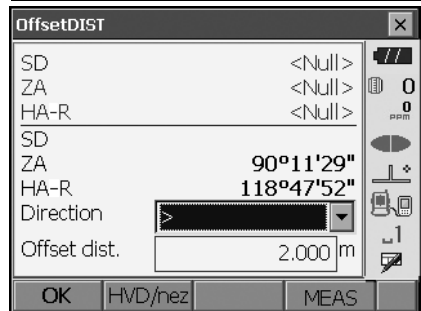 OffsetDIST
SD <Null>
ZA <Null>
HA-R <Null>
SD
ZA 90°11'29"
HA-R 118°47'52"
Direction >
Offset dist. 2.000 m
0
0
ppm
1
OK HVD/nez MEAS